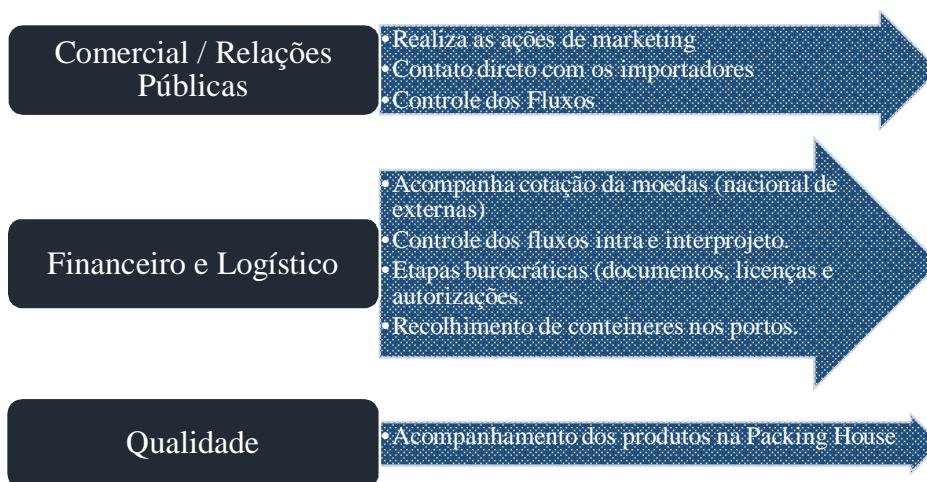 Comercial / Relações
Públicas
•Realiza as ações de marketing
•Contato direto com os importadores
•Controle dos Fluxos
Financeiro e Logístico
•Acompanha cotação da moedas (nacional de
externas)
•Controle dos fluxos intra e interprojeto.
•Etapas burocráticas (documentos, licenças e
autorizações.
•Recolhimento de conteineres nos portos.
Qualidade
•Acompanhamento dos produtos na Packing House